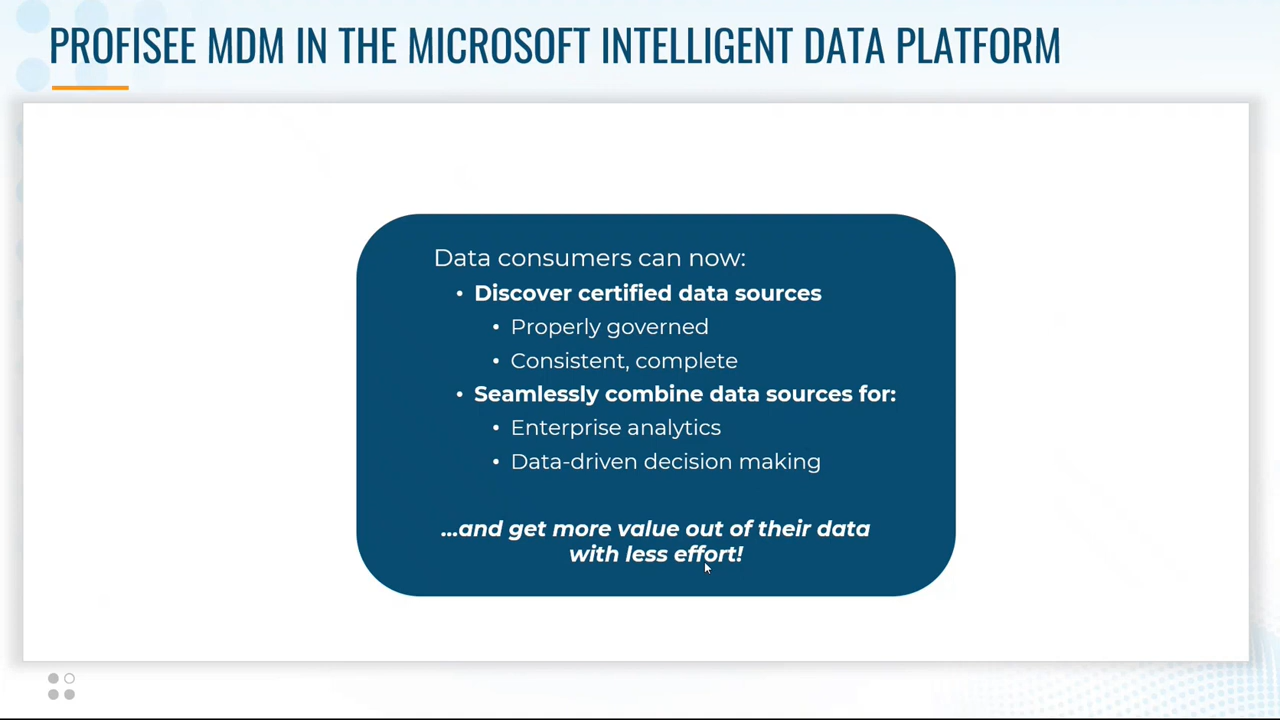 PROFISEE MDM IN THE MICROSOFT INTELLIGENT DATA PLATFORM
Data consumers can now:
• Discover certified data sources
• Properly governed
• Consistent, complete
• Seamlessly combine data sources for:
• Enterprise analytics
• Data-driven decision making
...and get more value out of their data
with less effort!